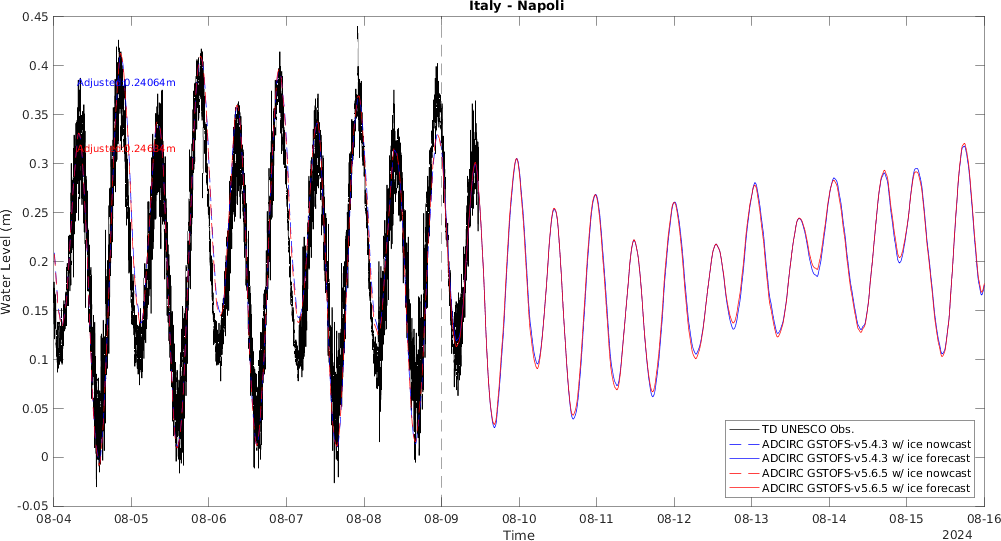 Italy - Napoli
Water Level (m)
0.45
0.4
0.35
0.3
0.25
0.2
0.15
0.1
0.05
0
-0.05
Adjusted 0.24064m
08-04
08-05
08-06
08-07
08-08
08-09
08-10
08-11
08-12
08-13
08-14
08-15
08-16
Time
2024
TD UNESCO Obs.
ADCIRC GSTOFS-v5.4.3 w/ ice nowcast
ADCIRC GSTOFS-v5.4.3 w/ ice forecast
ADCIRC GSTOFS-v5.6.5 w/ ice nowcast
ADCIRC GSTOFS-v5.6.5 w/ ice forecast